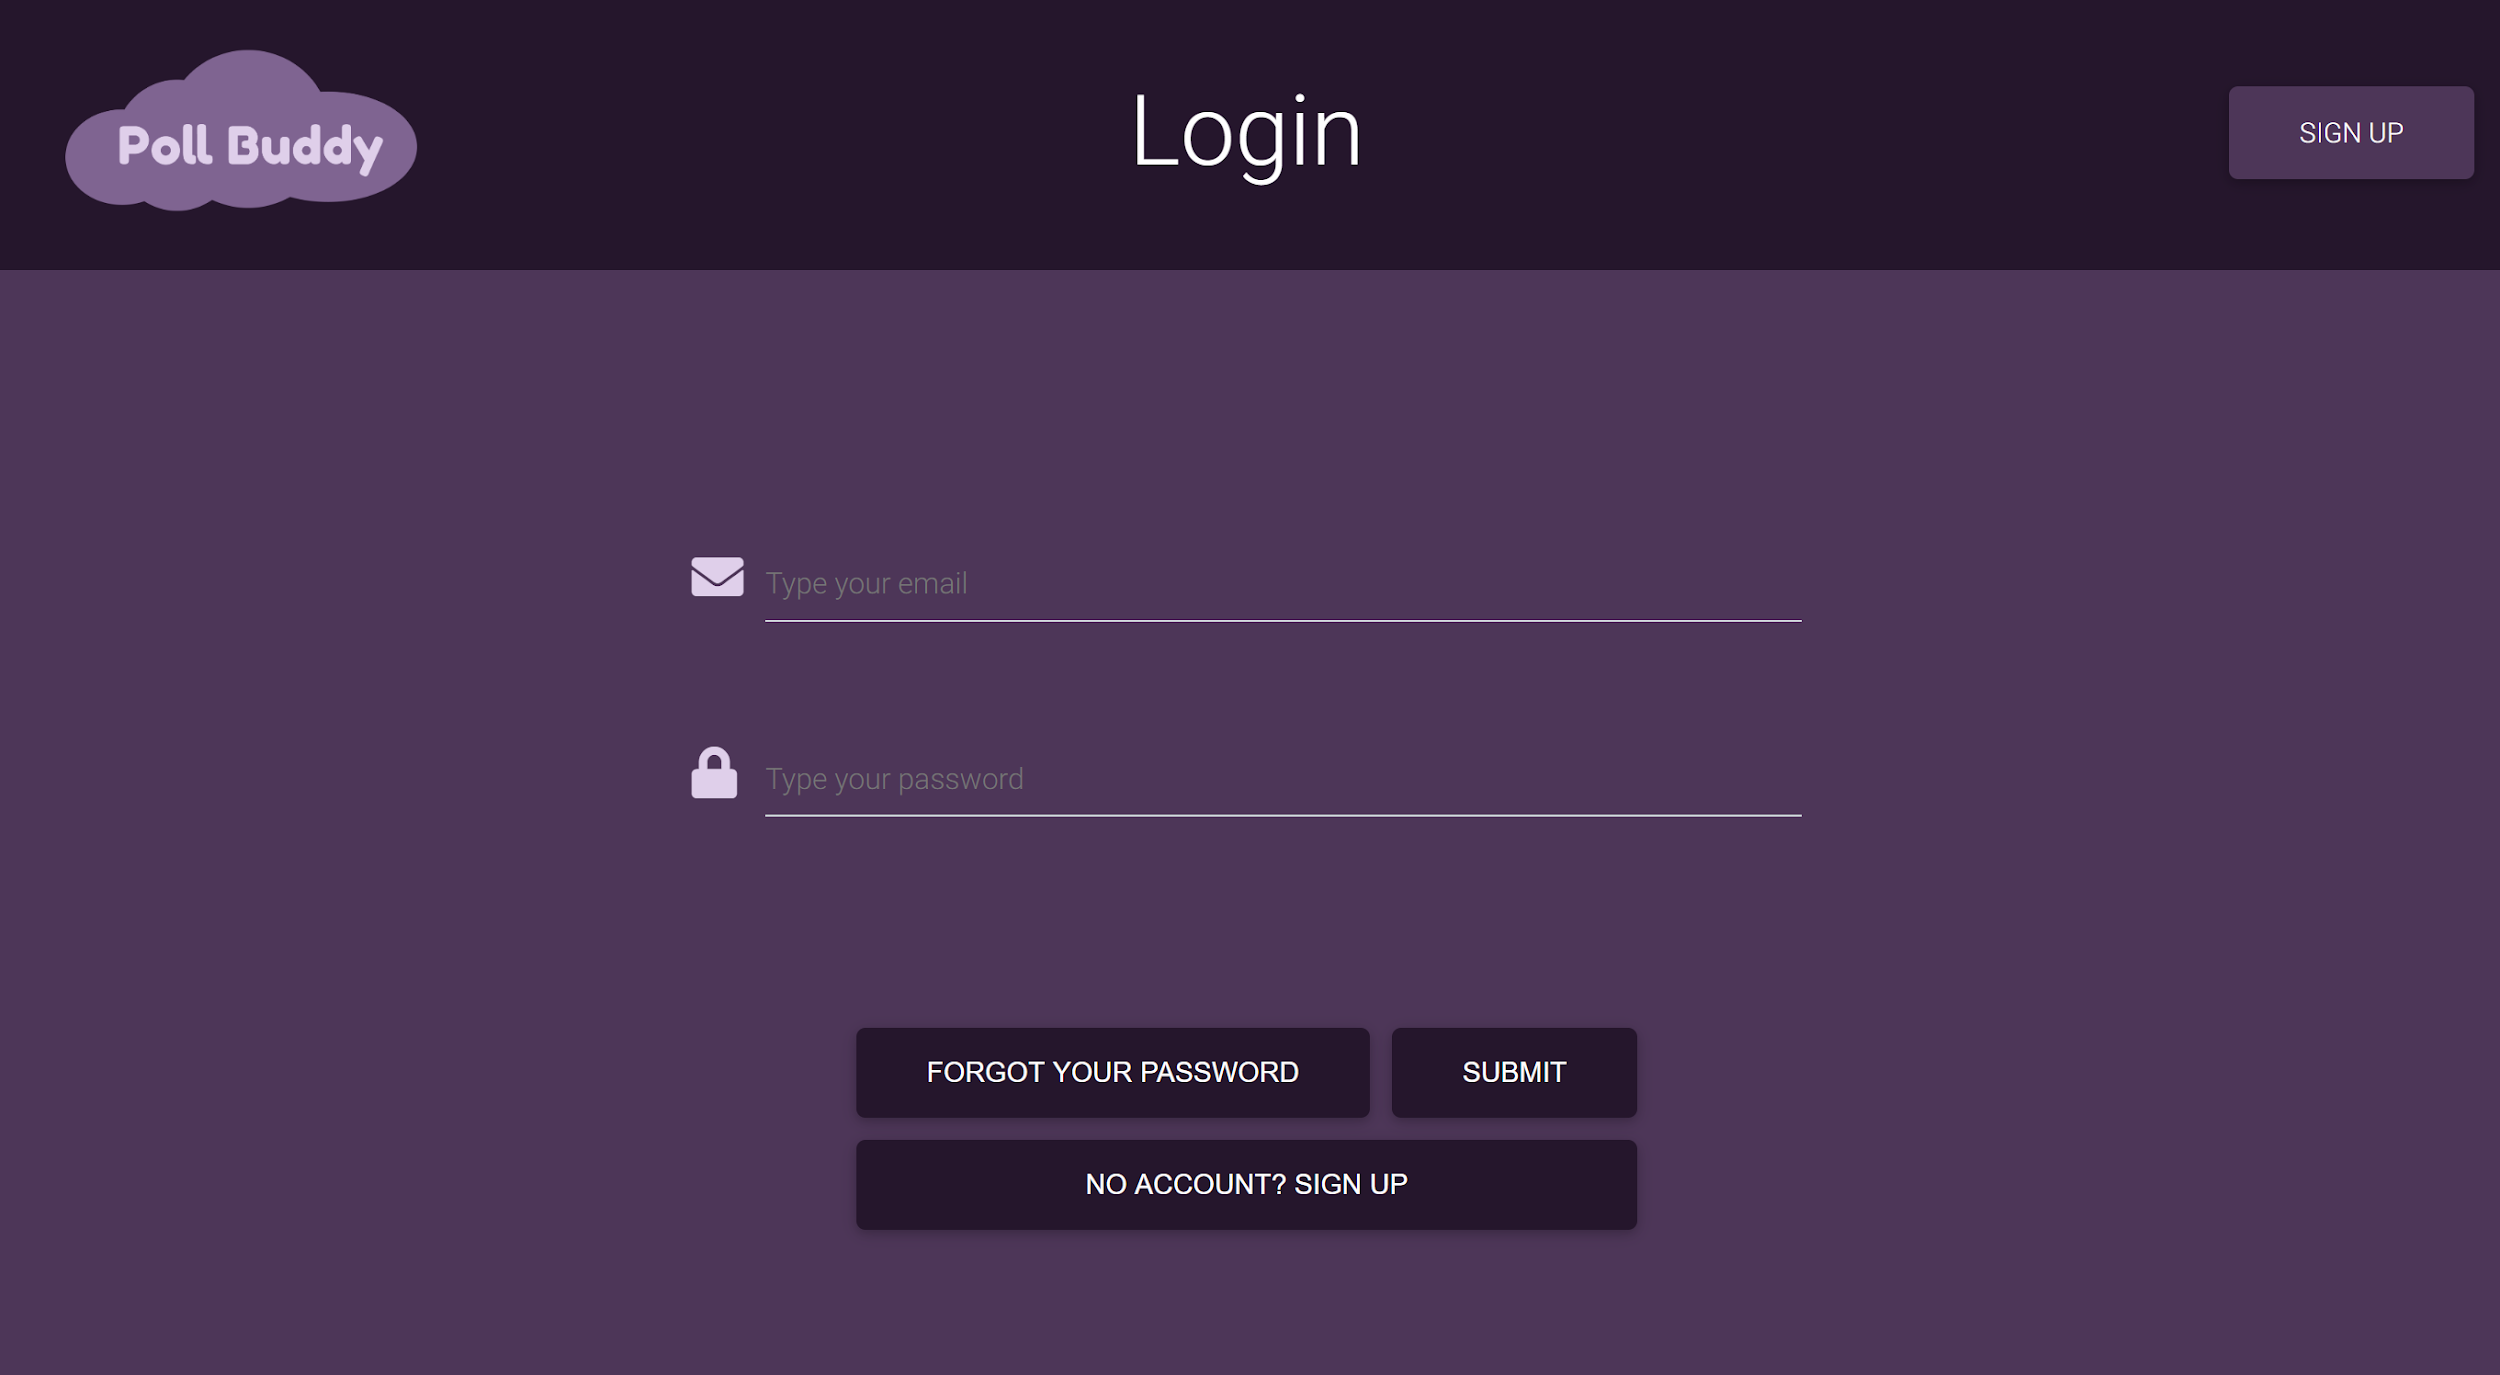 Poll Buddy
Login
SIGN UP
Type your email
Type your password
FORGOT YOUR PASSWORD
SUBMIT
NO ACCOUNT? SIGN UP